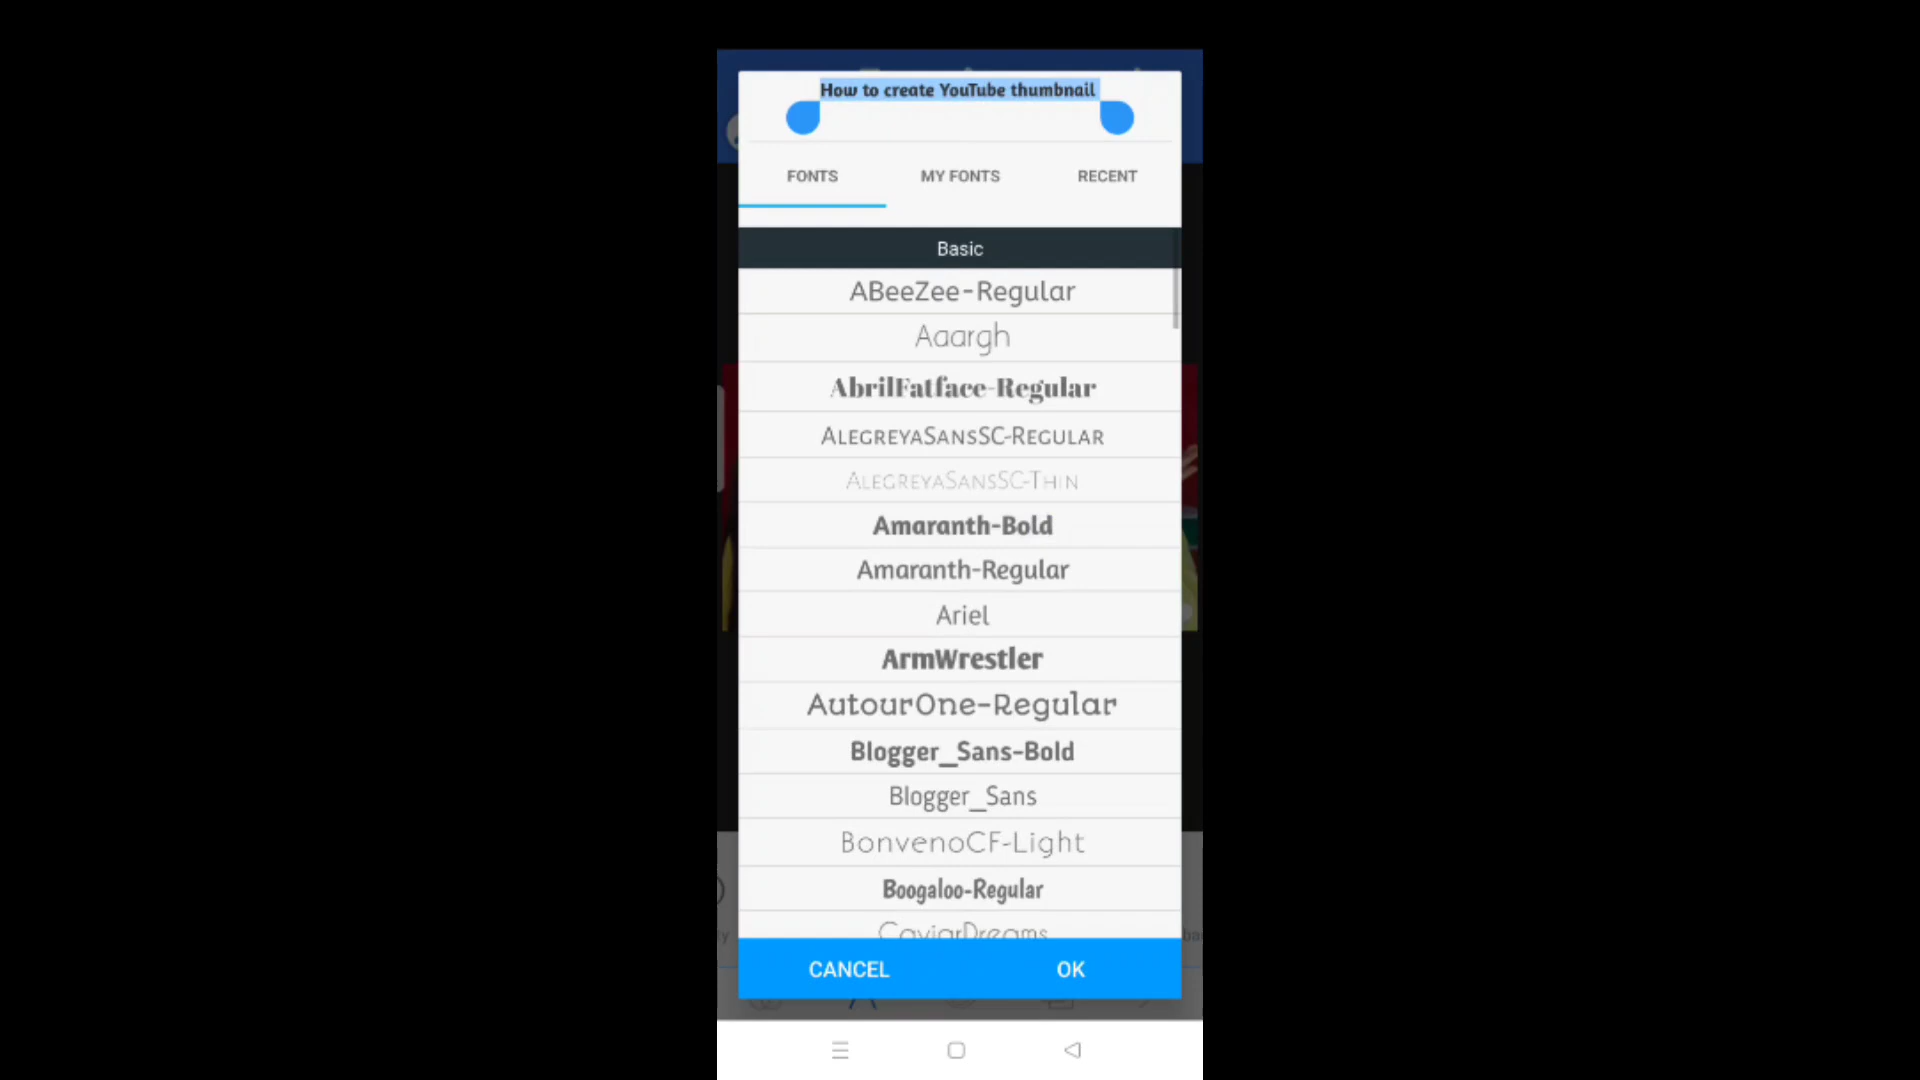 How to create YouTube thumbnail
FONTS MY FONTS RECENT
Basic
ABeeZee-Regular
Aaargh
AbrilFatface-Regular
AlegreyaSansSC-Regular
AlegreyaSansSC-Thin
Amaranth-Bold
Amaranth-Regular
Ariel
ArmWrestler
AutourOne-Regular
Blogger_Sans-Bold
Blogger_Sans
BonvenoCF-Light
Boogaloo-Regular
CaviarDreams
CANCEL OK